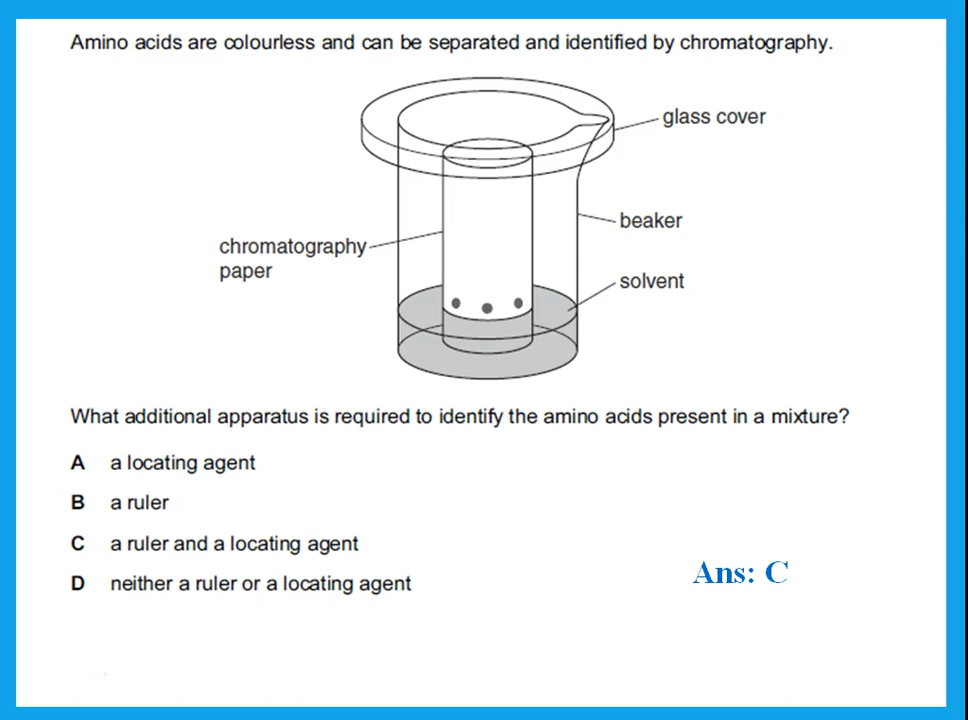 Amino acids are colourless and can be separated and identified by chromatography.
glass cover
beaker
chromatography
paper
solvent
What additional apparatus is required to identify the amino acids present in a mixture?
A a locating agent
B a ruler
C a ruler and a locating agent
D neither a ruler or a locating agent
Ans: C